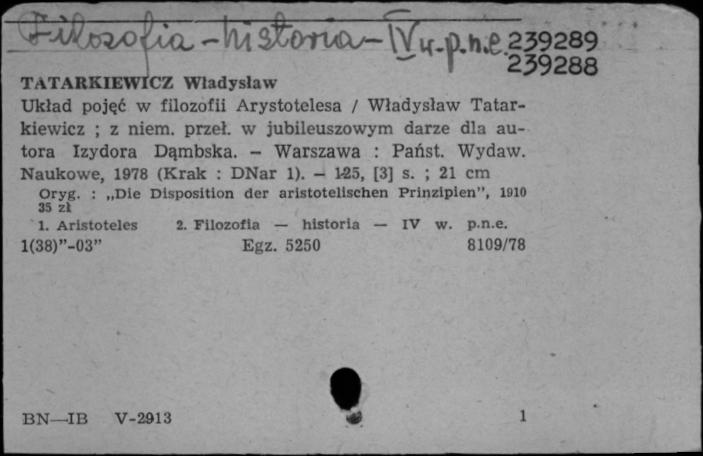 Filozofia - historia - IV w. p.n.e. 239289
239288
TATARKIEWICZ Władysław
Układ pojęć w filozofii Arystotelesa / Władysław Tatar-
kiewicz ; z niem. przeł. w jubileuszowym darze dla au-
tora Izydora Dąmbska. – Warszawa : Państ. Wydaw.
Naukowe, 1978 (Krak : DNar 1). – 125, [3] s. ; 21 cm
Oryg. : „Die Disposition der aristotelischen Prinzipien”, 1910
35 zł
1. Aristoteles 2. Filozofia — historia — IV w. p.n.e.
1(38)”-03” Egz. 5250 8109/78
BN—IB V-2913 1